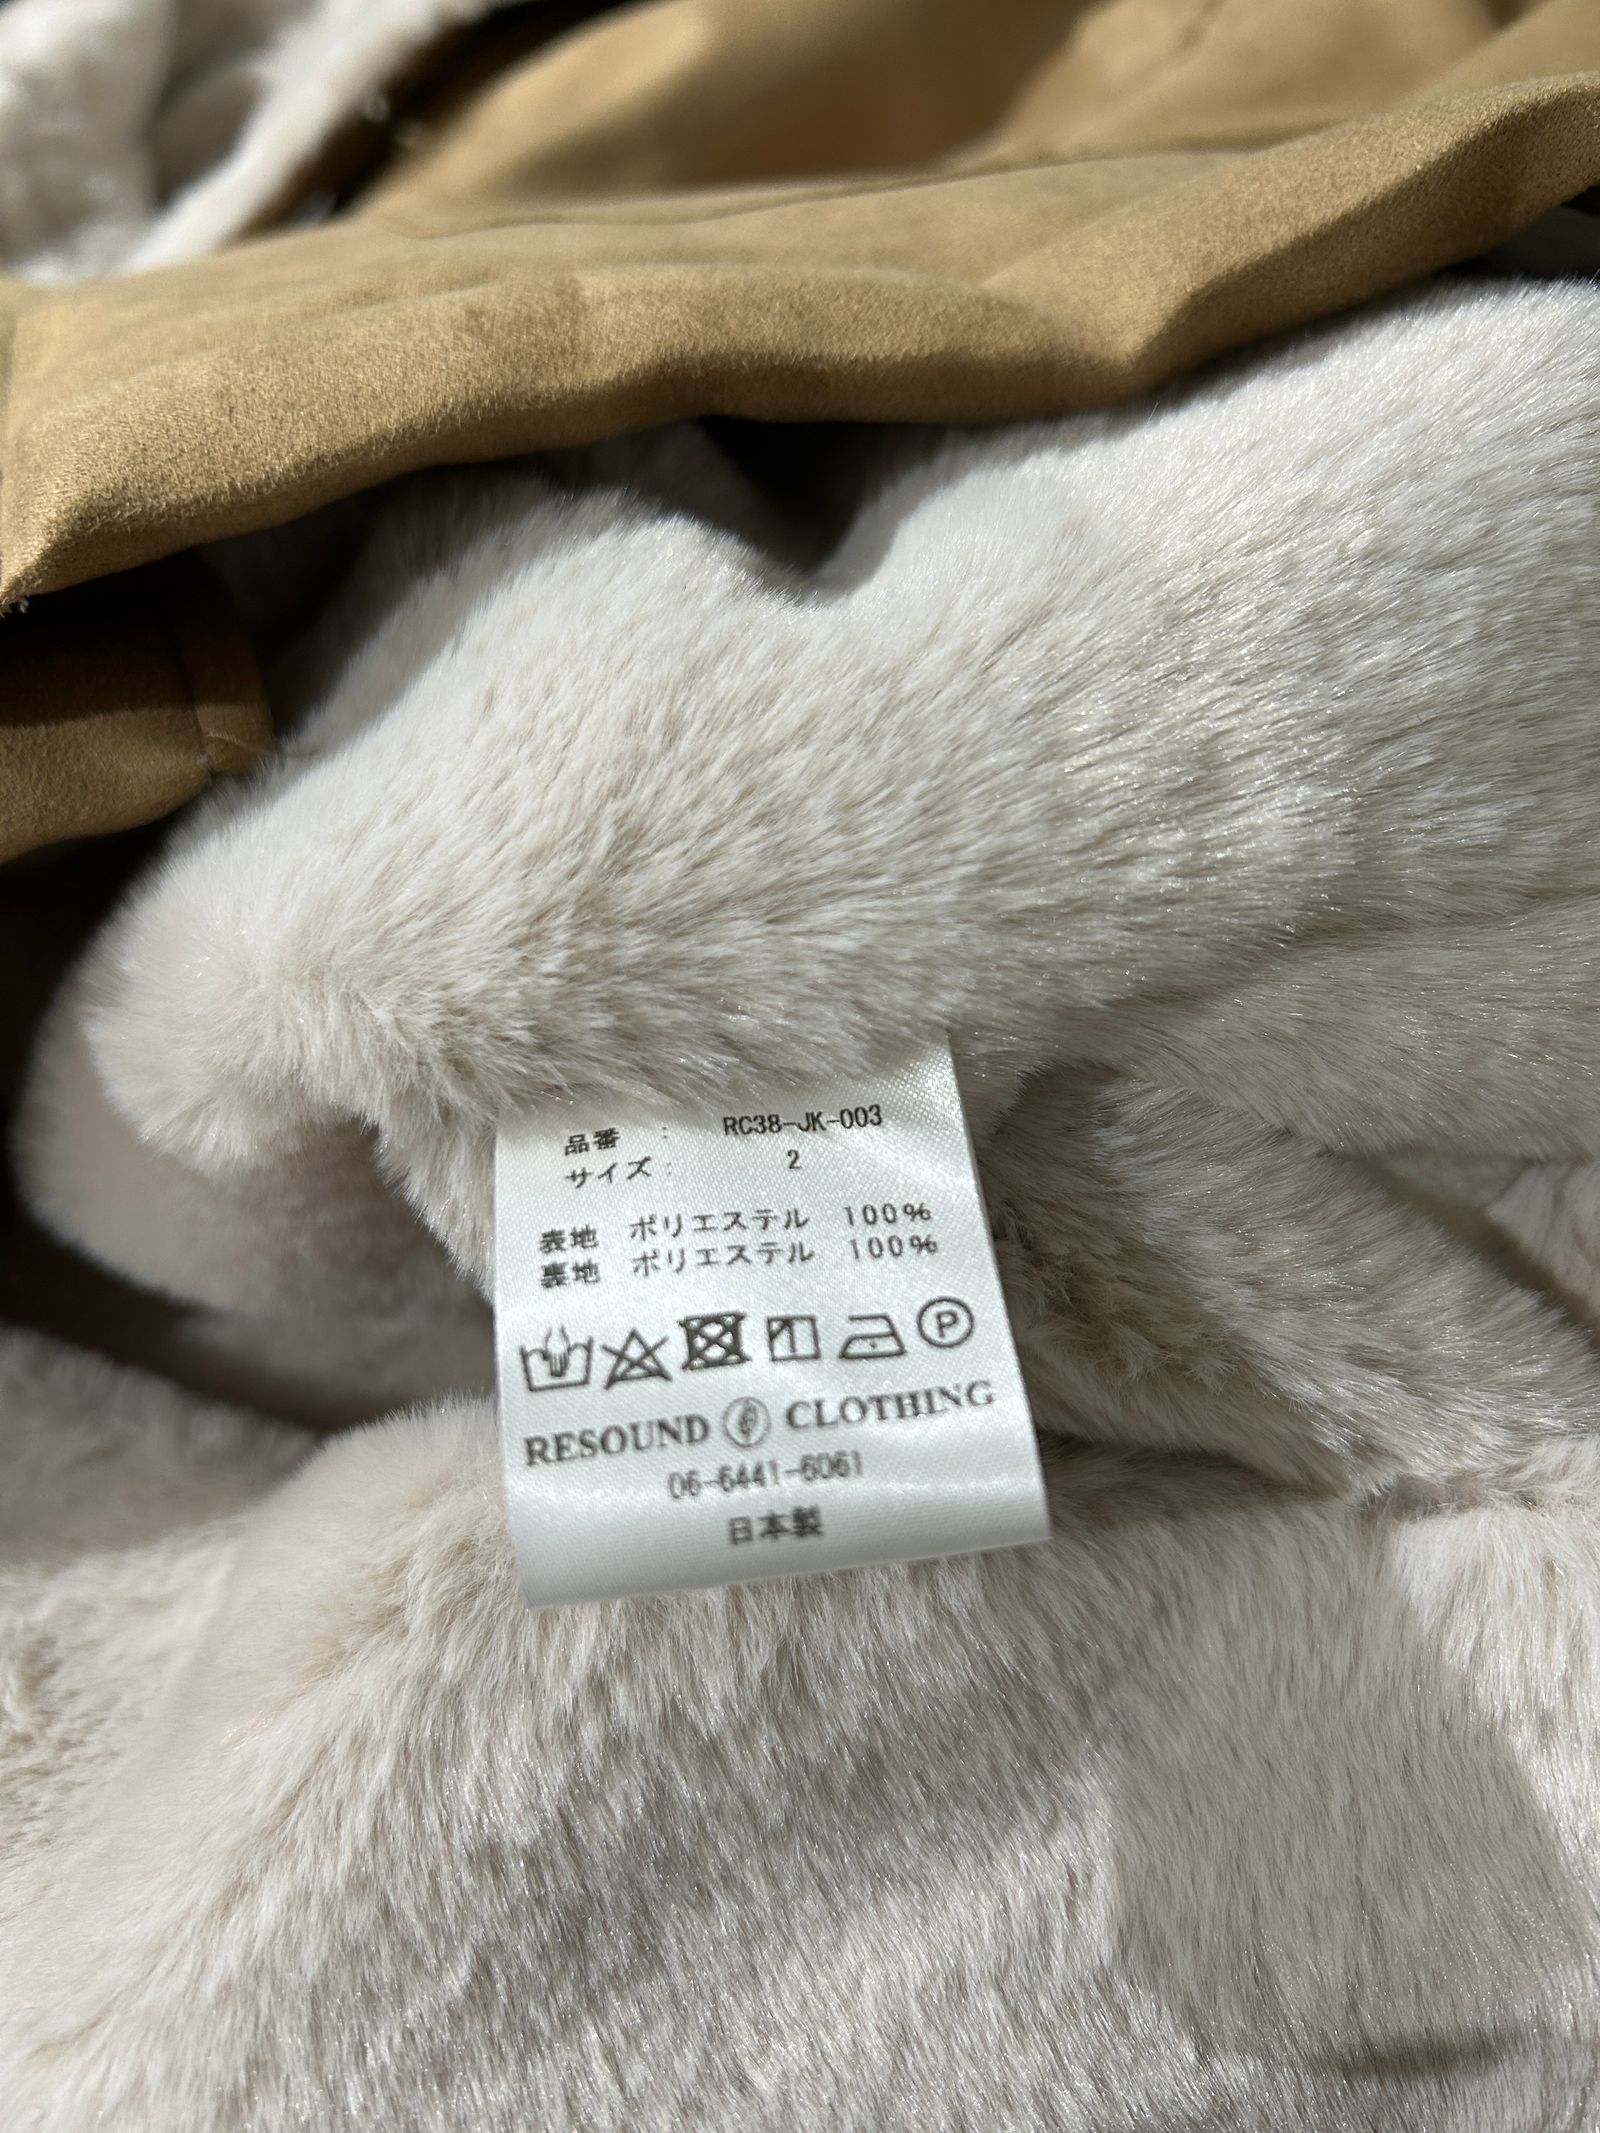 品番 : RC38-JK-003
サイズ : 2
表地 ポリエステル 100%
裏地 ポリエステル 100%
P
RESOUND CLOTHING
06-6441-6061
日本製